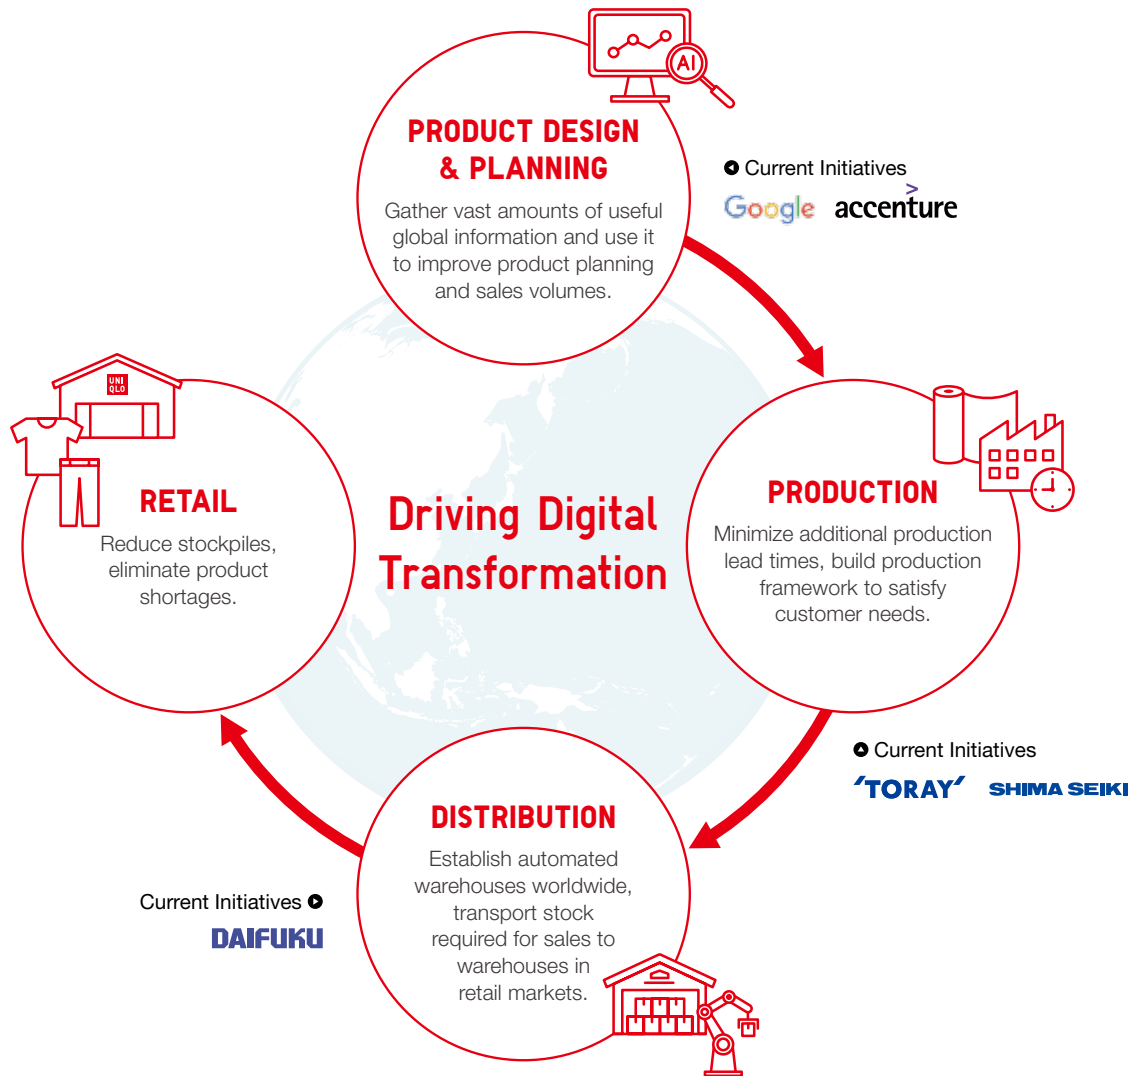 AI
PRODUCT DESIGN
& PLANNING
Gather vast amounts of useful
global information and use it
to improve product planning
and sales volumes.
Current Initiatives
Google accenture
UNI
QLO
RETAIL
Reduce stockpiles,
eliminate product
shortages.
Driving Digital
Transformation
PRODUCTION
Minimize additional production
lead times, build production
framework to satisfy
customer needs.
Current Initiatives
'TORAY' SHIMA SEIKI
DISTRIBUTION
Establish automated
warehouses worldwide,
transport stock
required for sales to
warehouses in
retail markets.
Current Initiatives
DAIFUKU